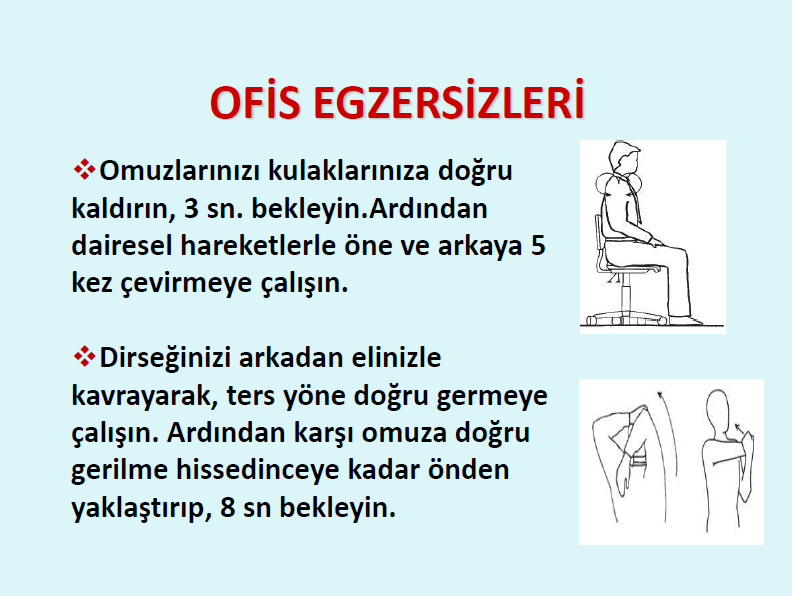 OFİS EGZERSİZLERİ
❖Omuzlarınızı kulaklarınıza doğru
kaldırın, 3 sn. bekleyin.Ardından
dairesel hareketlerle öne ve arkaya 5
kez çevirmeye çalışın.
❖Dirseğinizi arkadan elinizle
kavrayarak, ters yöne doğru germeye
çalışın. Ardından karşı omuza doğru
gerilme hissedinceye kadar önden
yaklaştırıp, 8 sn bekleyin.